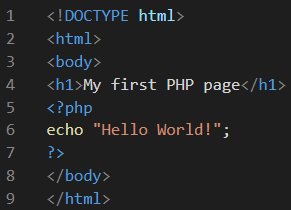 1 <!DOCTYPE html>
2 <html>
3 <body>
4 <h1>My first PHP page</h1>
5 <?php
6 echo "Hello World!";
7 ?>
8 </body>
9 </html>